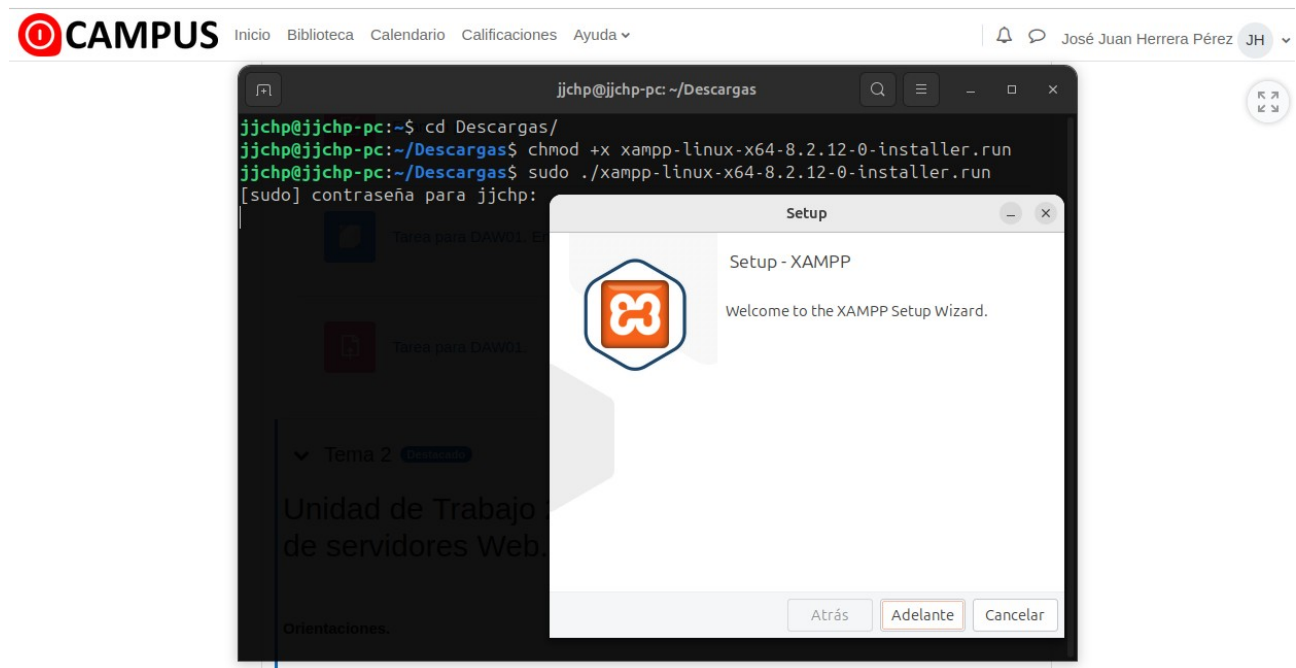 CAMPUS Inicio Biblioteca Calendario Calificaciones Ayuda José Juan Herrera Pérez JH
jjchp@jjchp-pc: ~/Descargas
jjchp@jjchp-pc:~$ cd Descargas/
jjchp@jjchp-pc:~/Descargas$ chmod +x xampp-linux-x64-8.2.12-0-installer.run
jjchp@jjchp-pc:~/Descargas$ sudo ./xampp-linux-x64-8.2.12-0-installer.run
[sudo] contraseña para jjchp:
Setup
Tarea para DAW01. En
Setup - XAMPP
Welcome to the XAMPP Setup Wizard.
Tarea para DAW01.
Tema 2 Destacado
Unidad de Trabajo
de servidores Web.
Atrás Adelante Cancelar
Orientaciones.